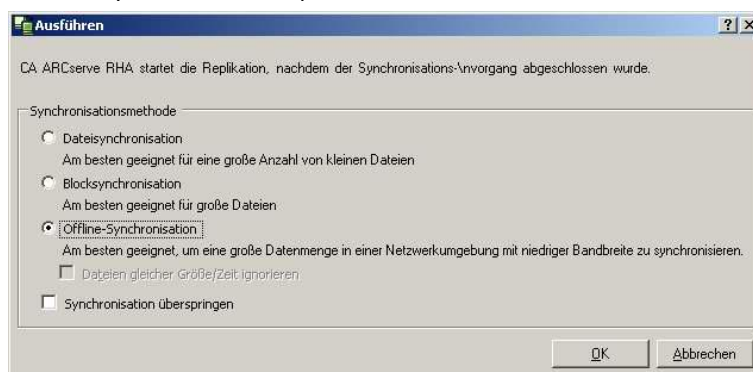 Ausführen
CA ARCserve RHA startet die Replikation, nachdem der Synchronisations-\nvorgang abgeschlossen wurde.
Synchronisationsmethode
Dateisynchronisation
Am besten geeignet für eine große Anzahl von kleinen Dateien
Blocksynchronisation
Am besten geeignet für große Dateien
Offline-Synchronisation
Am besten geeignet, um eine große Datenmenge in einer Netzwerkumgebung mit niedriger Bandbreite zu synchronisieren.
Dateien gleicher Größe/Zeit ignorieren
Synchronisation überspringen
OK Abbrechen